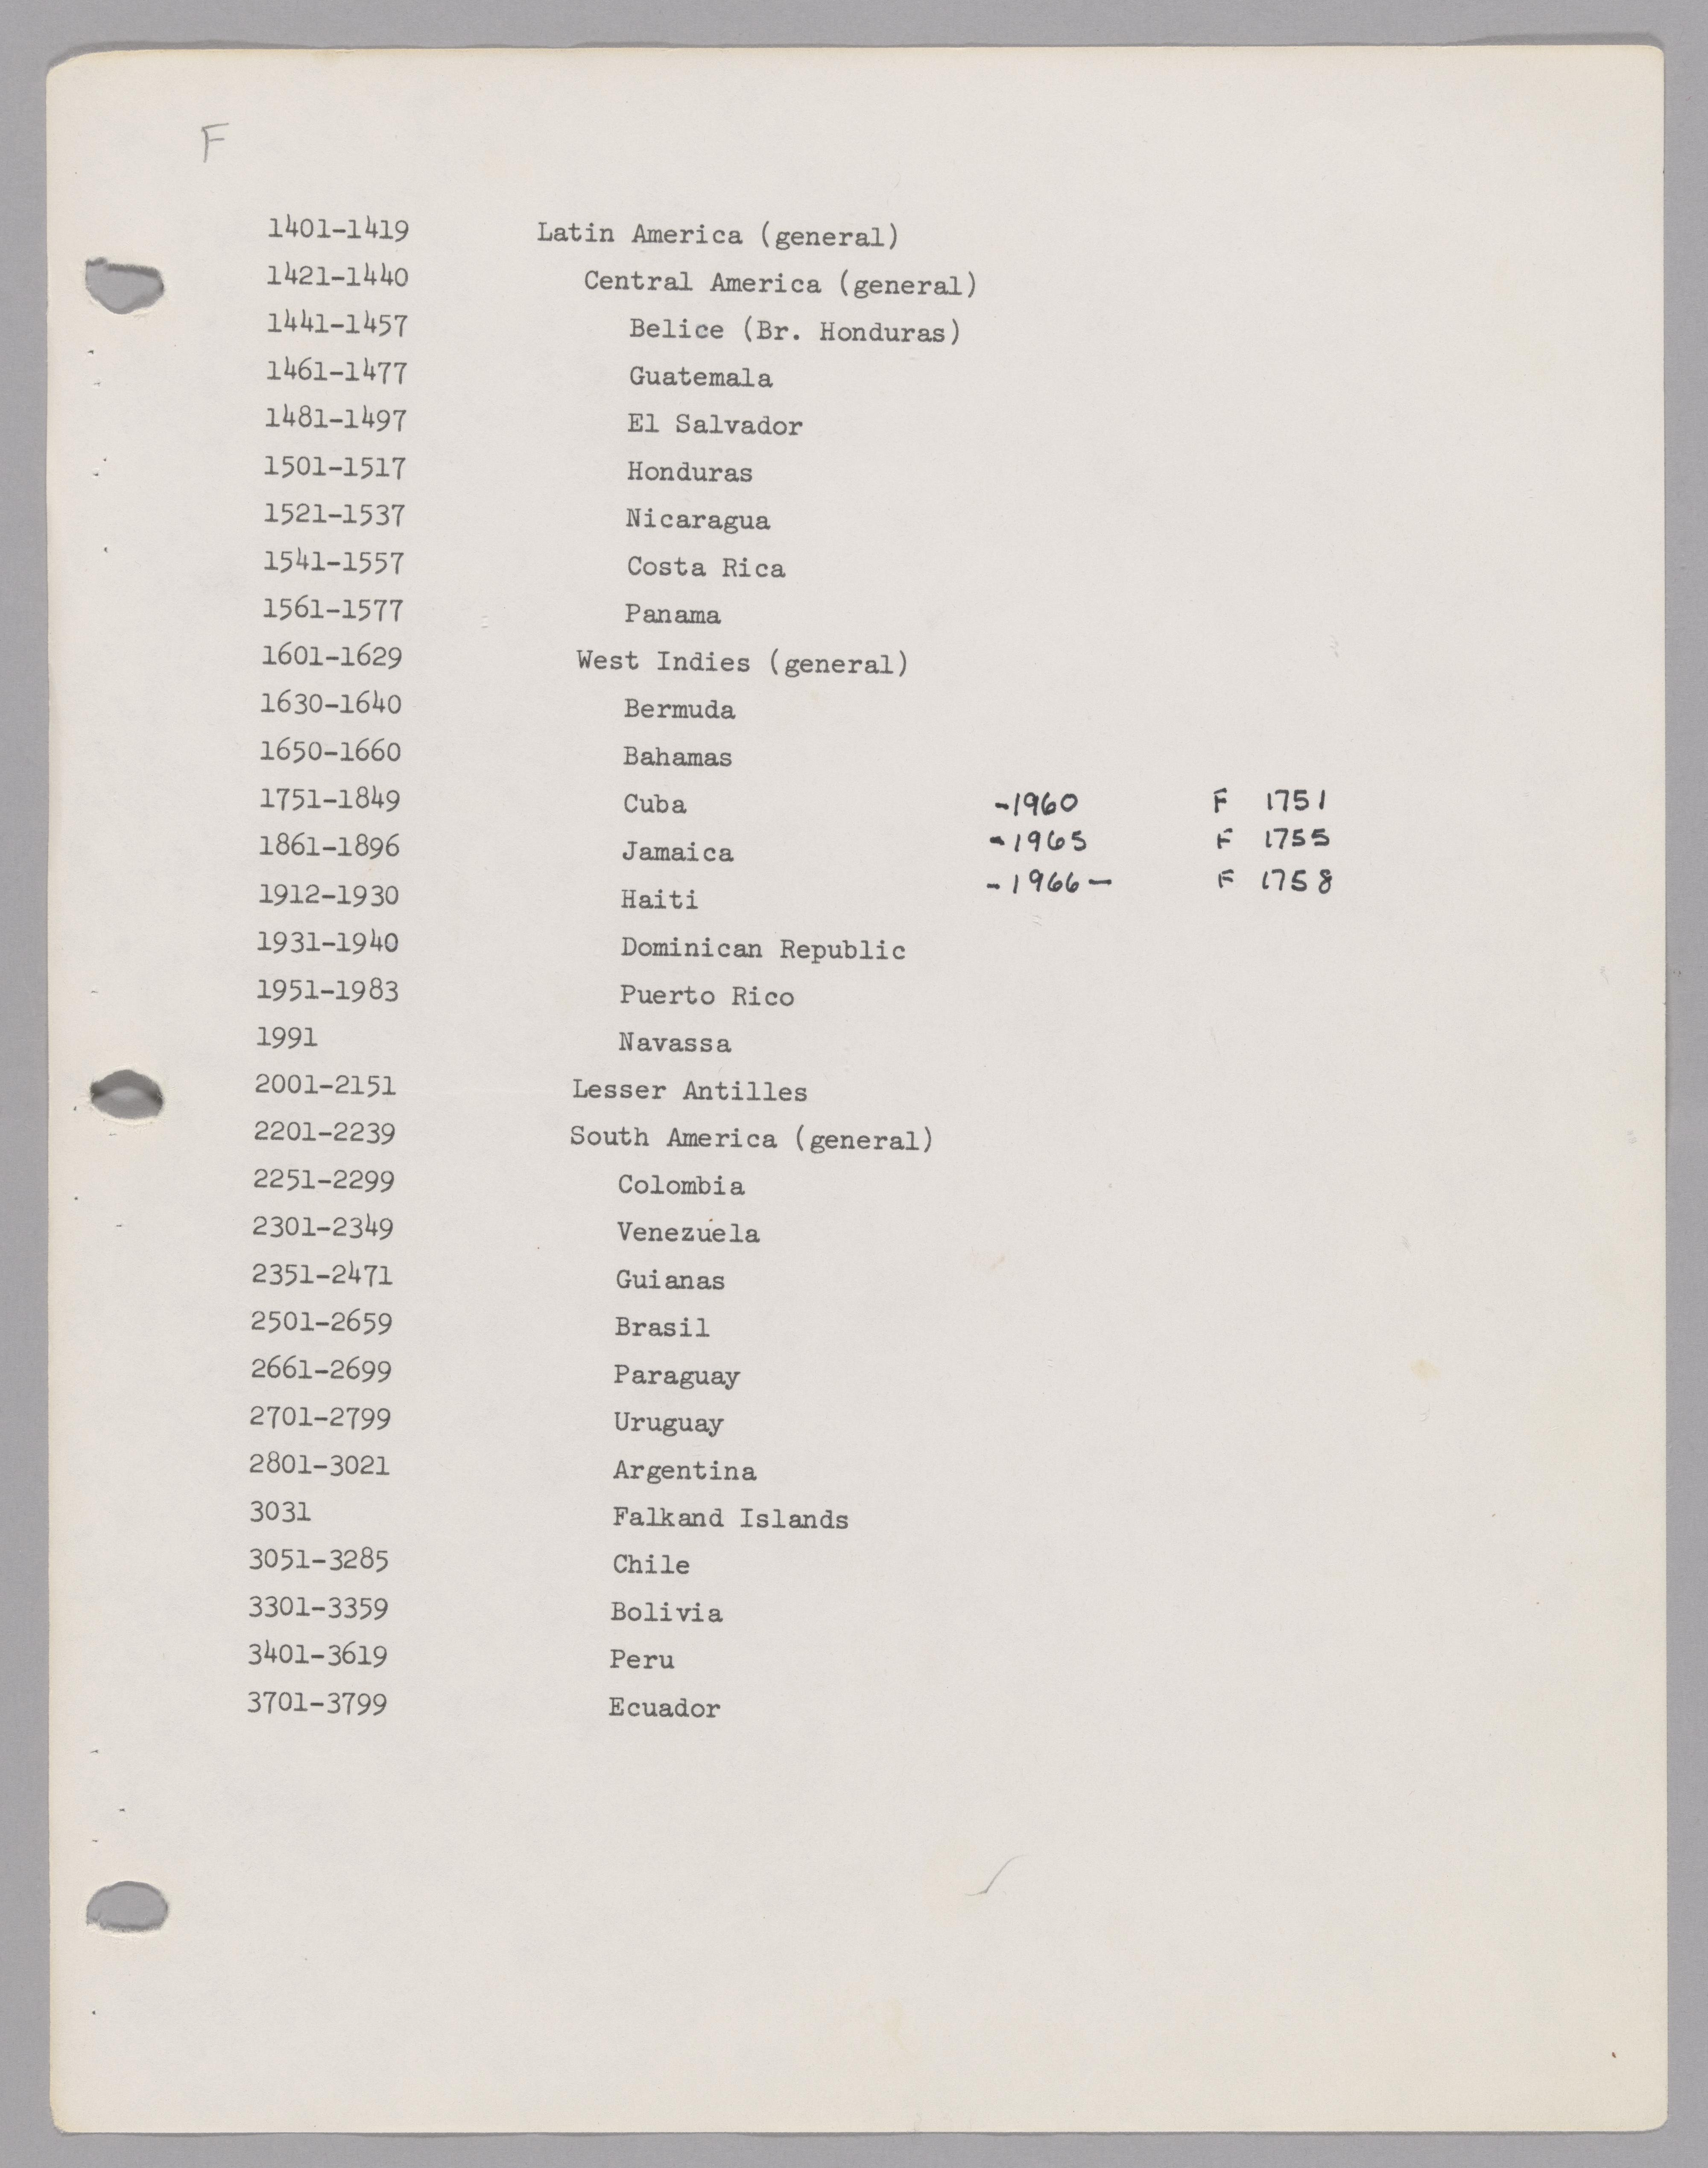 F
1401-1419 Latin America (general)
1421-1440 Central America (general)
1441-1457 Belice (Br. Honduras)
1461-1477 Guatemala
1481-1497 El Salvador
1501-1517 Honduras
1521-1537 Nicaragua
1541-1557 Costa Rica
1561-1577 Panama
1601-1629 West Indies (general)
1630-1640 Bermuda
1650-1660 Bahamas
1751-1849 Cuba -1960 F 1751
1861-1896 Jamaica -1965 F 1755
1912-1930 Haiti -1966- F 1758
1931-1940 Dominican Republic
1951-1983 Puerto Rico
1991 Navassa
2001-2151 Lesser Antilles
2201-2239 South America (general)
2251-2299 Colombia
2301-2349 Venezuela
2351-2471 Guianas
2501-2659 Brasil
2661-2699 Paraguay
2701-2799 Uruguay
2801-3021 Argentina
3031 Falkand Islands
3051-3285 Chile
3301-3359 Bolivia
3401-3619 Peru
3701-3799 Ecuador